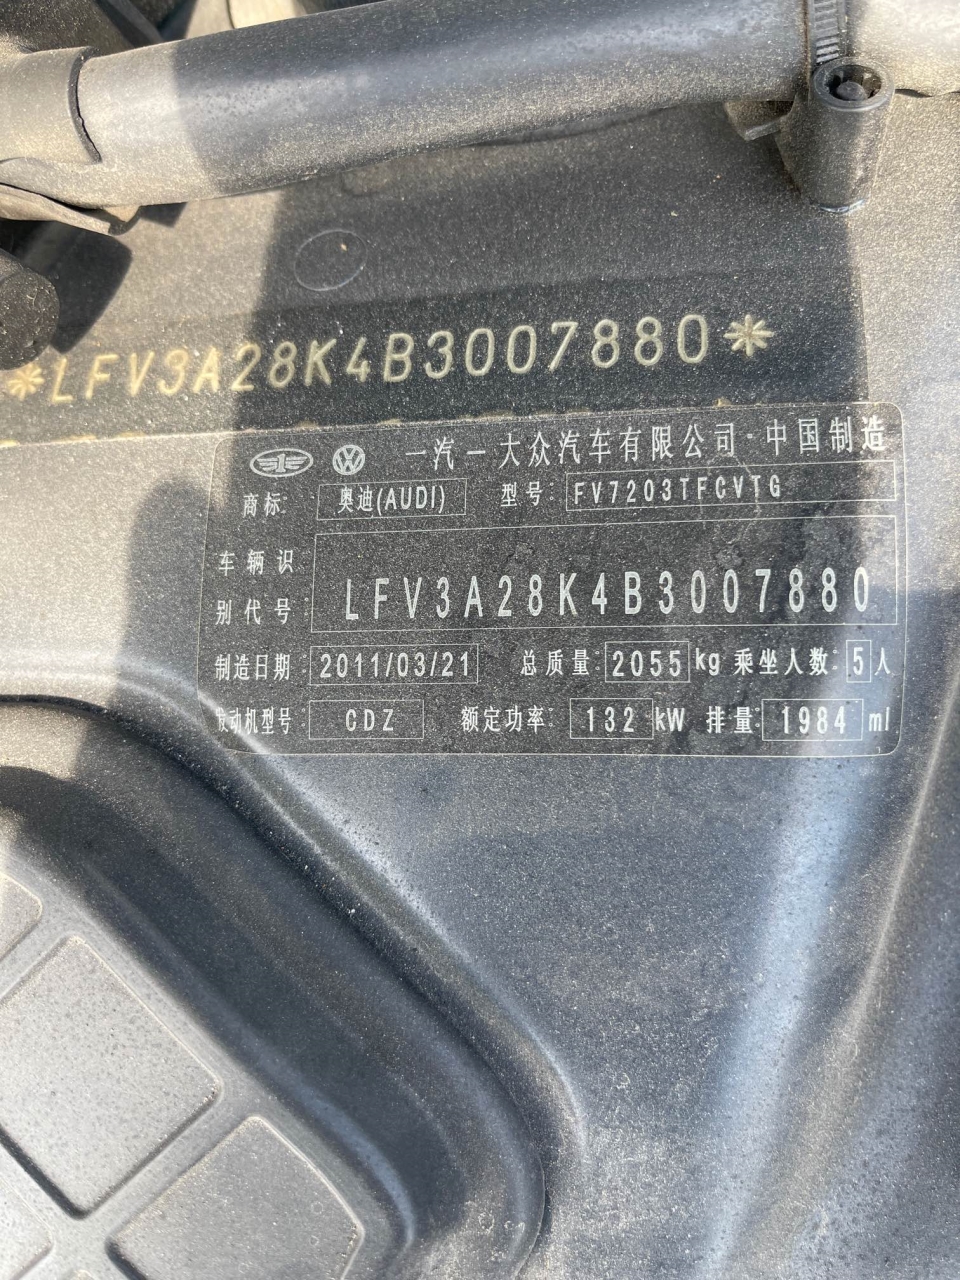 *LFV3A28K4B3007880*
一汽-大众汽车有限公司·中国制造
商标: 奥迪(AUDI) 型号: FV7203TFCVTG
车辆识
别代号: LFV3A28K4B3007880
制造日期: 2011/03/21 总质量: 2055 kg 乘坐人数: 5 人
发动机型号: CDZ 额定功率: 132 kW 排量: 1984 ml